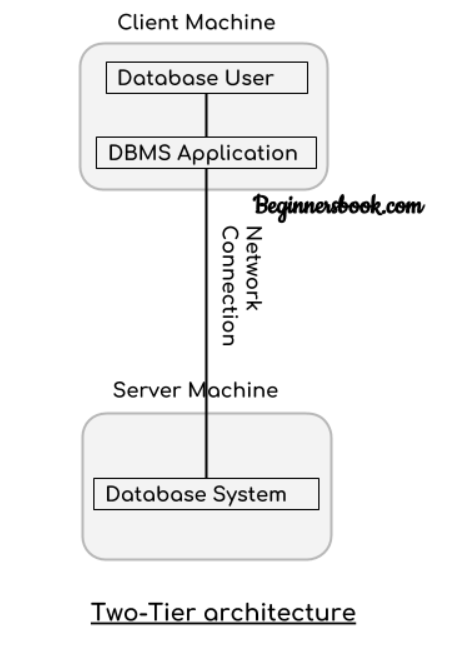 Client Machine
Database User
DBMS Application
Beginnersbook.com
Network
Connection
Server Machine
Database System
Two-Tier architecture